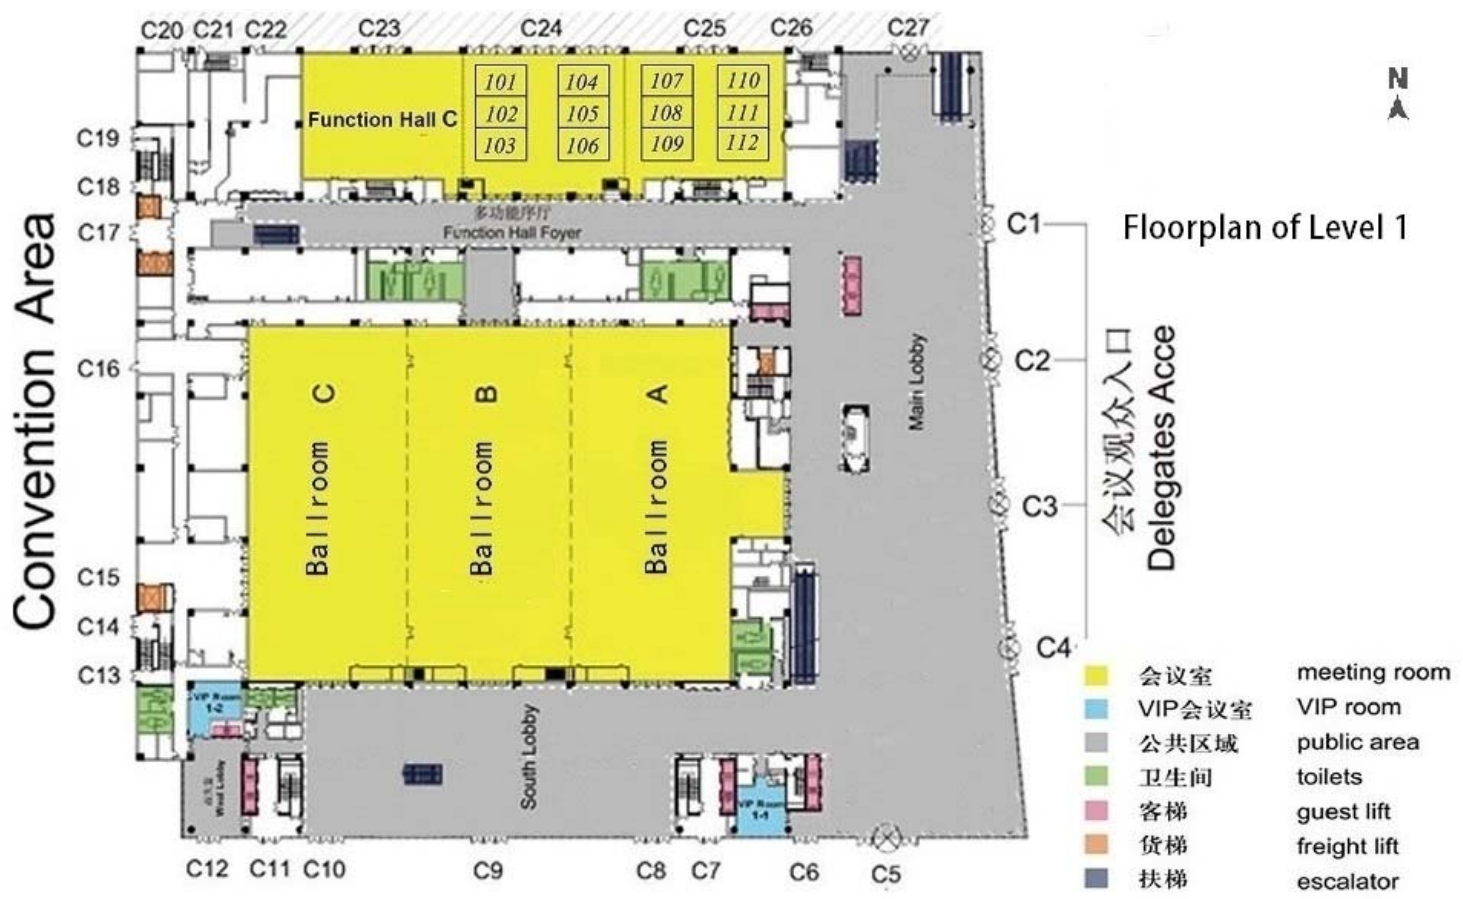 C20 C21 C22 C23 C24 C25 C26 C27
N
101 104 107 110
Function Hall C 102 105 108 111
103 106 109 112
C19
C18
多功能序厅
C17 Function Hall Foyer C1 Floorplan of Level 1
Convention Area
C16 C2
Main Lobby
会议观众入口
Delegates Acce
Ballroom C
Ballroom B
Ballroom A
C3
C15
C14
C4
C13
会议室 meeting room
VIP Room
1-2
VIP会议室 VIP room
公共区域 public area
South Lobby
West Lobby
卫生间 toilets
VIP Room
1-1
客梯 guest lift
货梯 freight lift
扶梯 escalator
C12 C11 C10 C9 C8 C7 C6 C5